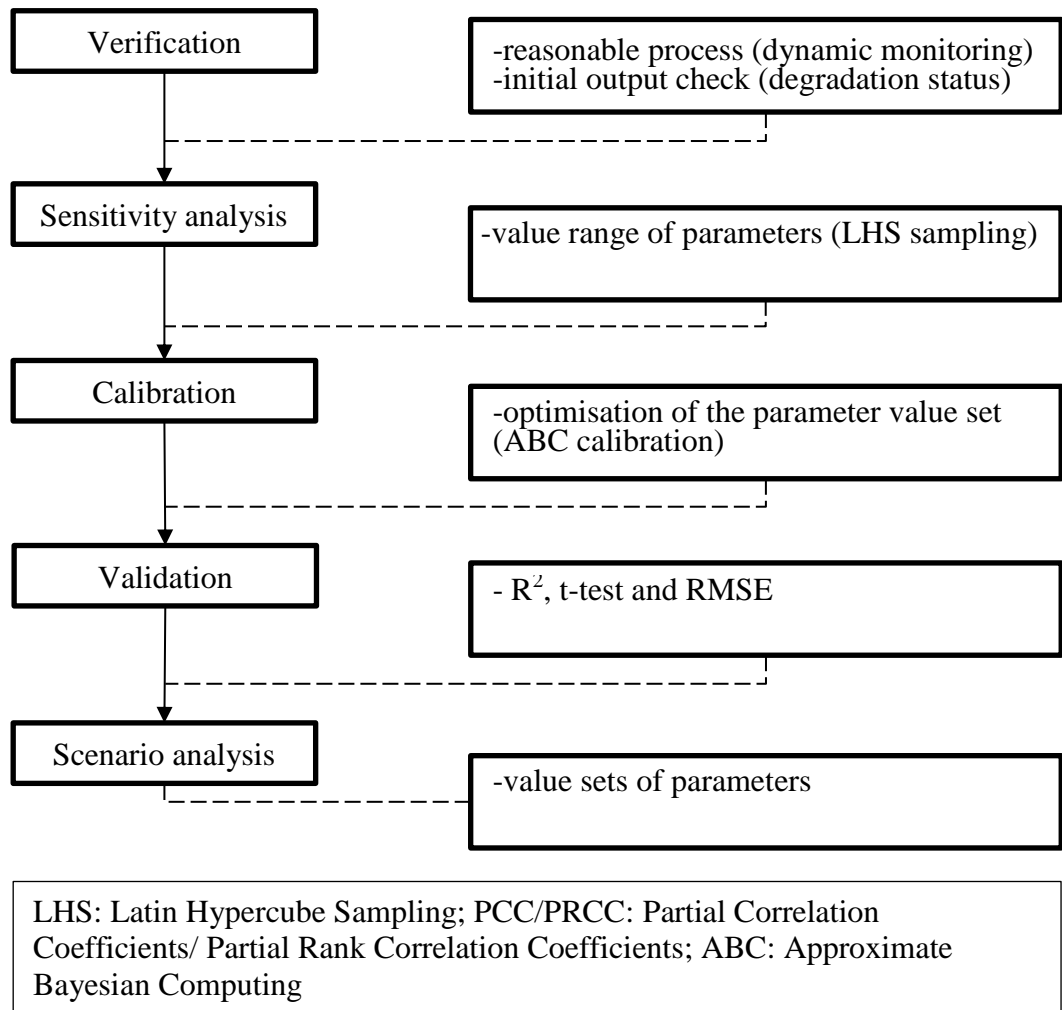 Verification
-reasonable process (dynamic monitoring)
-initial output check (degradation status)
Sensitivity analysis
-value range of parameters (LHS sampling)
Calibration
-optimisation of the parameter value set
(ABC calibration)
Validation
- R², t-test and RMSE
Scenario analysis
-value sets of parameters
LHS: Latin Hypercube Sampling; PCC/PRCC: Partial Correlation
Coefficients/ Partial Rank Correlation Coefficients; ABC: Approximate
Bayesian Computing